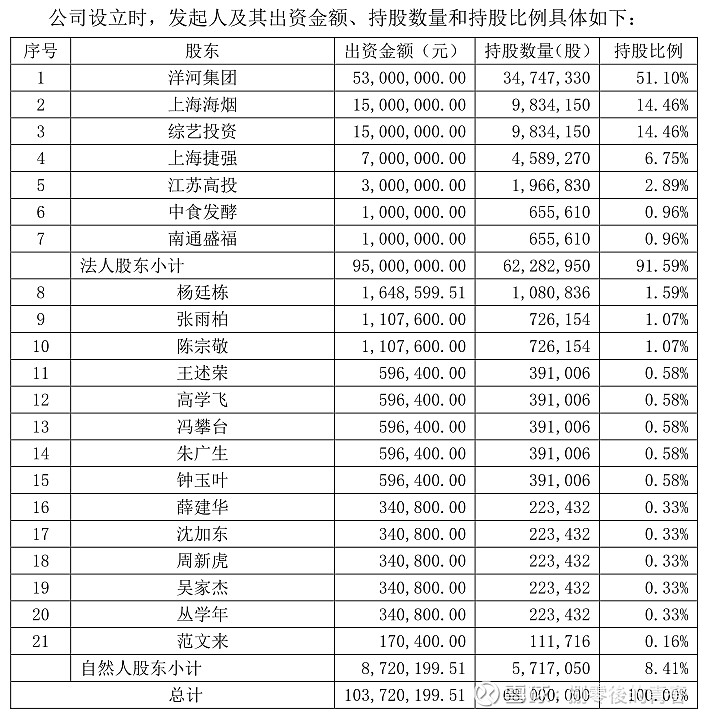 公司设立时，发起人及其出资金额、持股数量和持股比例具体如下：
序号 股东 出资金额（元） 持股数量（股） 持股比例
1 洋河集团 53,000,000.00 34,747,330 51.10%
2 上海海烟 15,000,000.00 9,834,150 14.46%
3 综艺投资 15,000,000.00 9,834,150 14.46%
4 上海捷强 7,000,000.00 4,589,270 6.75%
5 江苏高投 3,000,000.00 1,966,830 2.89%
6 中食发酵 1,000,000.00 655,610 0.96%
7 南通盛福 1,000,000.00 655,610 0.96%
法人股东小计 95,000,000.00 62,282,950 91.59%
8 杨廷栋 1,648,599.51 1,080,836 1.59%
9 张雨柏 1,107,600.00 726,154 1.07%
10 陈宗敬 1,107,600.00 726,154 1.07%
11 王述荣 596,400.00 391,006 0.58%
12 高学飞 596,400.00 391,006 0.58%
13 冯攀台 596,400.00 391,006 0.58%
14 朱广生 596,400.00 391,006 0.58%
15 钟玉叶 596,400.00 391,006 0.58%
16 薛建华 340,800.00 223,432 0.33%
17 沈加东 340,800.00 223,432 0.33%
18 周新虎 340,800.00 223,432 0.33%
19 吴家杰 340,800.00 223,432 0.33%
20 丛学年 340,800.00 223,432 0.33%
21 范文来 170,400.00 111,716 0.16%
自然人股东小计 8,720,199.51 5,717,050 8.41%
总计 103,720,199.51 68,000,000 100.00%